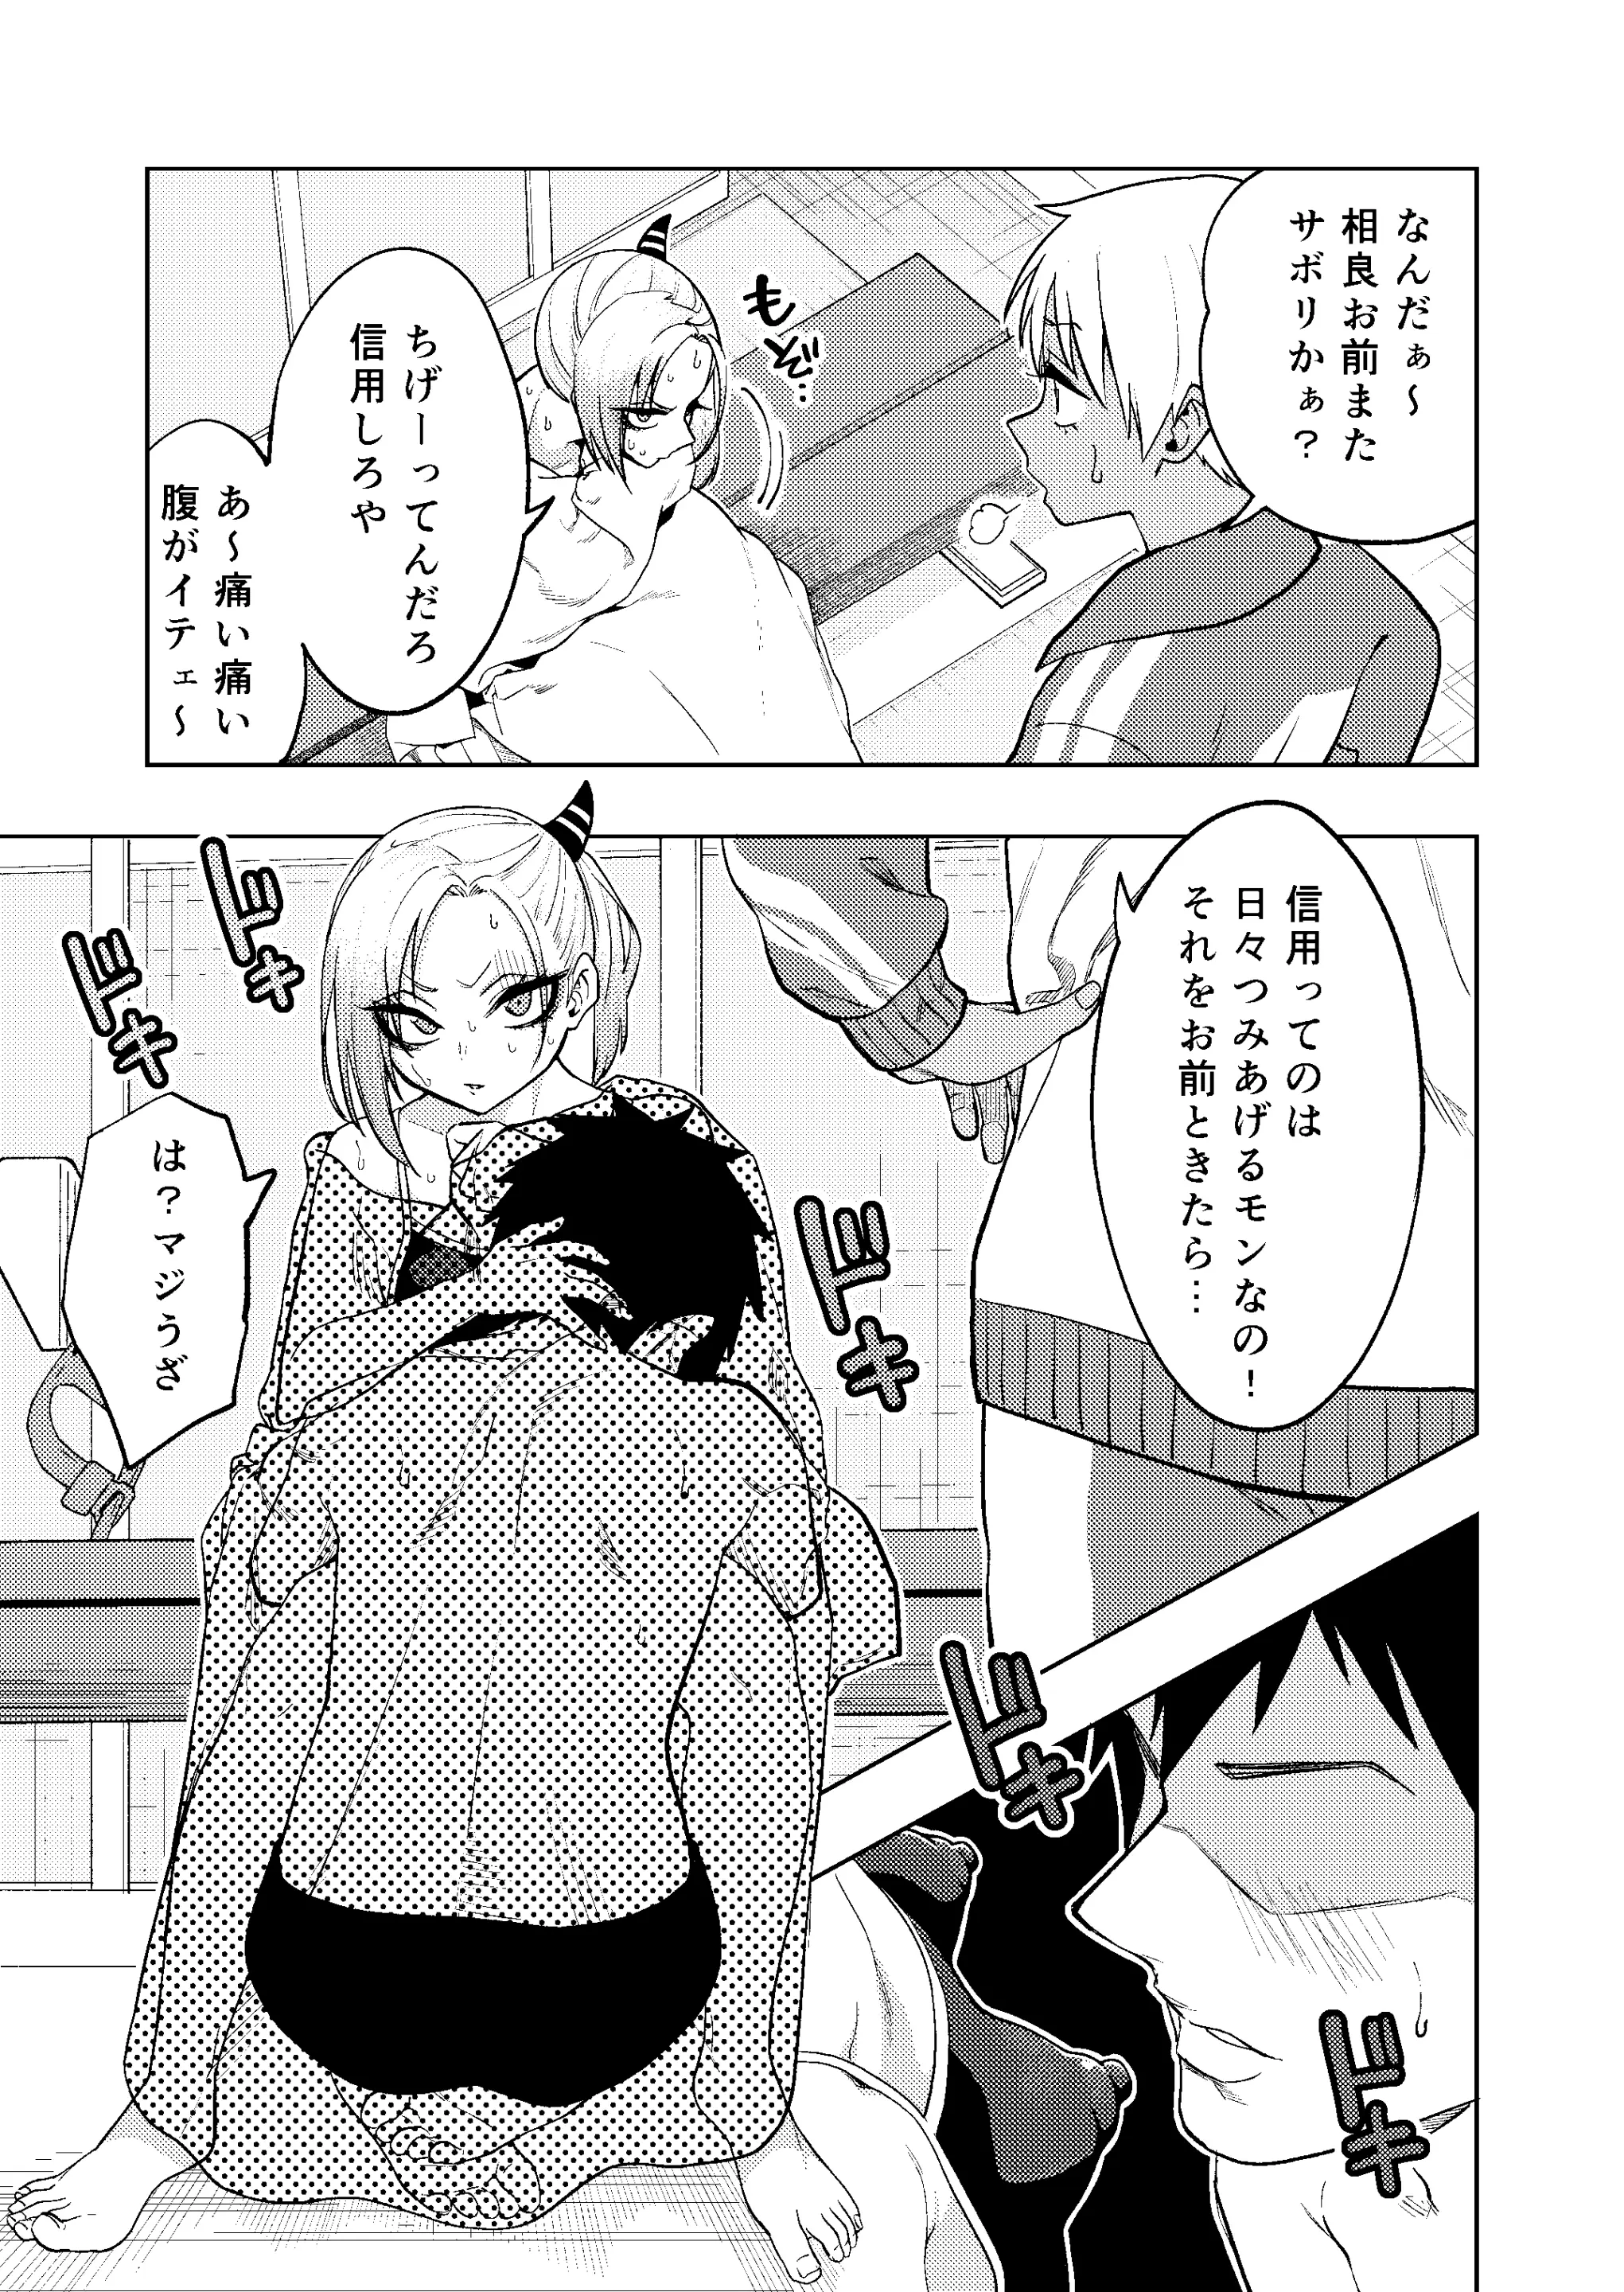 なんだぁ～
相良お前また
サボリかぁ？
もぞ…
ちげーってんだろ
信用しろや
あ～痛い痛い
腹がイテェ～
信用ってのは
日々つみあげるモンなの！
それをお前ときたら…
ドキ
ドキ
ドキ
は？マジうざ
ドキ
ドキ